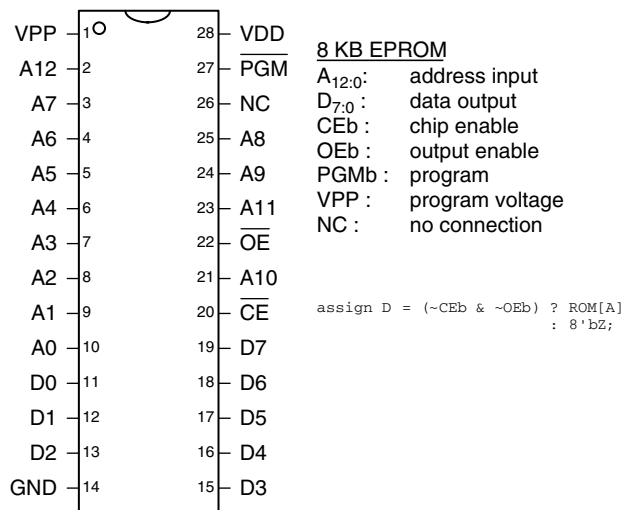 VPP 1 28 VDD
A12 2 27 PGM
A7 3 26 NC
A6 4 25 A8
A5 5 24 A9
A4 6 23 A11
A3 7 22 OE
A2 8 21 A10
A1 9 20 CE
A0 10 19 D7
D0 11 18 D6
D1 12 17 D5
D2 13 16 D4
GND 14 15 D3
8 KB EPROM
A12:0: address input
D7:0 : data output
CEb : chip enable
OEb : output enable
PGMb : program
VPP : program voltage
NC : no connection
assign D = (~CEb & ~OEb) ? ROM[A]
: 8'bZ;